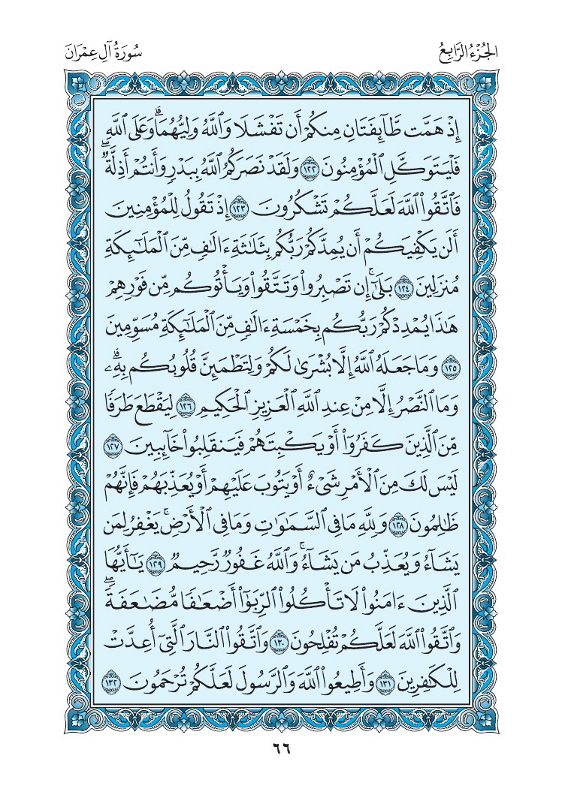 الجُزْءُ الرَّابِعُ
سُورَةُ آلِ عِمْرَانَ
إِذْ هَمَّت طَّآئِفَتَانِ مِنكُمْ أَن تَفْشَلَا وَٱللَّهُ وَلِيُّهُمَاۗ وَعَلَى ٱللَّهِ
فَلْيَتَوَكَّلِ ٱلْمُؤْمِنُونَ ١٢٢ وَلَقَدْ نَصَرَكُمُ ٱللَّهُ بِبَدْرٍ وَأَنتُمْ أَذِلَّةٌۖ
فَٱتَّقُوا۟ ٱللَّهَ لَعَلَّكُمْ تَشْكُرُونَ ١٢٣ إِذْ تَقُولُ لِلْمُؤْمِنِينَ
أَلَن يَكْفِيَكُمْ أَن يُمِدَّكُمْ رَبُّكُم بِثَلَٰثَةِ ءَالَٰفٍ مِّنَ ٱلْمَلَٰٓئِكَةِ
مُنزَلِينَ ١٢٤ بَلَىٰٓۚ إِن تَصْبِرُوا۟ وَتَتَّقُوا۟ وَيَأْتُوكُم مِّن فَوْرِهِمْ
هَٰذَا يُمْدِدْكُمْ رَبُّكُم بِخَمْسَةِ ءَالَٰفٍ مِّنَ ٱلْمَلَٰٓئِكَةِ مُسَوِّمِينَ
١٢٥ وَمَا جَعَلَهُ ٱللَّهُ إِلَّا بُشْرَىٰ لَكُمْ وَلِتَطْمَئِنَّ قُلُوبُكُم بِهِۦۗ
وَمَا ٱلنَّصْرُ إِلَّا مِنْ عِندِ ٱللَّهِ ٱلْعَزِيزِ ٱلْحَكِيمِ ١٢٦ لِيَقْطَعَ طَرَفًا
مِّنَ ٱلَّذِينَ كَفَرُوٓا۟ أَوْ يَكْبِتَهُمْ فَيَنقَلِبُوا۟ خَآئِبِينَ ١٢٧
لَيْسَ لَكَ مِنَ ٱلْأَمْرِ شَىْءٌ أَوْ يَتُوبَ عَلَيْهِمْ أَوْ يُعَذِّبَهُمْ فَإِنَّهُمْ
ظَٰلِمُونَ ١٢٨ وَلِلَّهِ مَا فِى ٱلسَّمَٰوَٰتِ وَمَا فِى ٱلْأَرْضِۚ يَغْفِرُ لِمَن
يَشَآءُ وَيُعَذِّبُ مَن يَشَآءُۚ وَٱللَّهُ غَفُورٌ رَّحِيمٌ ١٢٩ يَٰٓأَيُّهَا
ٱلَّذِينَ ءَامَنُوا۟ لَا تَأْكُلُوا۟ ٱلرِّبَوٰٓا۟ أَضْعَٰفًا مُّضَٰعَفَةًۖ
وَٱتَّقُوا۟ ٱللَّهَ لَعَلَّكُمْ تُفْلِحُونَ ١٣٠ وَٱتَّقُوا۟ ٱلنَّارَ ٱلَّتِىٓ أُعِدَّتْ
لِلْكَٰفِرِينَ ١٣١ وَأَطِيعُوا۟ ٱللَّهَ وَٱلرَّسُولَ لَعَلَّكُمْ تُرْحَمُونَ ١٣٢
٦٦